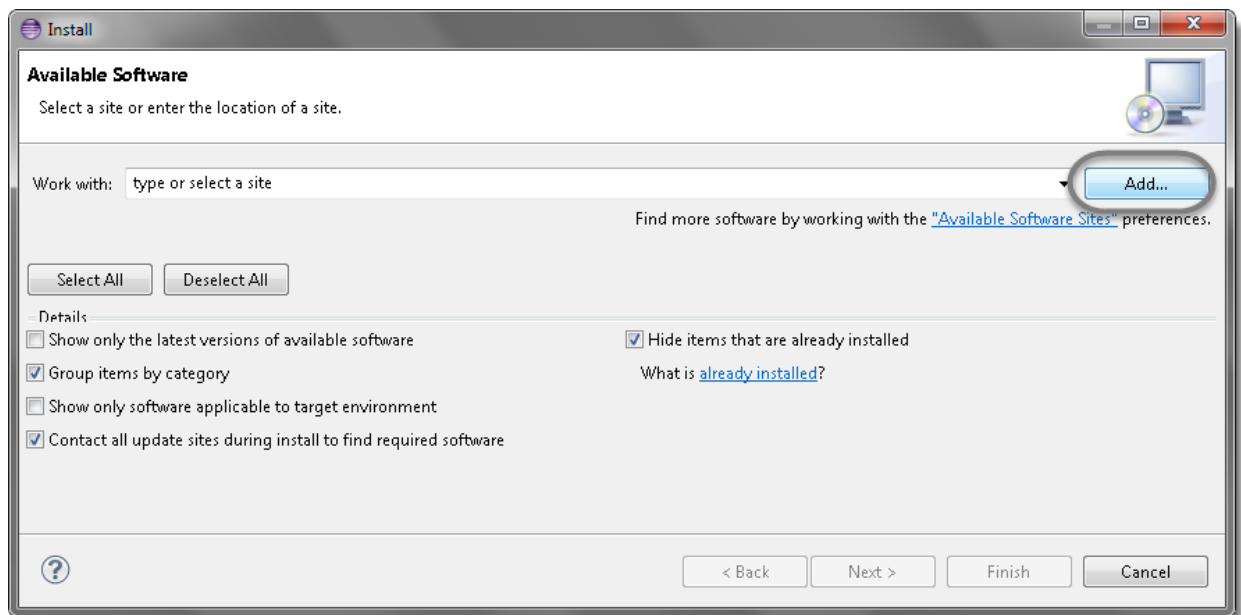 Install
Available Software
Select a site or enter the location of a site.
Work with: type or select a site Add...
Find more software by working with the "Available Software Sites" preferences.
Select All Deselect All
Details
Show only the latest versions of available software Hide items that are already installed
Group items by category What is already installed?
Show only software applicable to target environment
Contact all update sites during install to find required software
? < Back Next > Finish Cancel